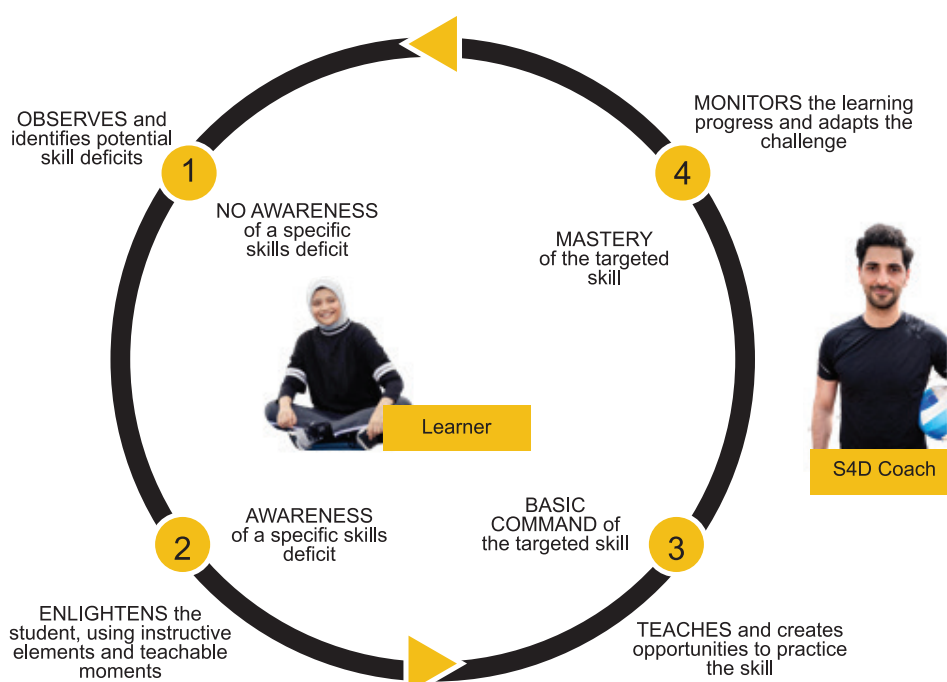 OBSERVES and
identifies potential
skill deficits
1
NO AWARENESS
of a specific
skills deficit
MONITORS the learning
progress and adapts the
challenge
4
MASTERY
of the targeted
skill
Learner
S4D Coach
AWARENESS
of a specific skills
deficit
2
ENLIGHTENS the
student, using instructive
elements and teachable
moments
BASIC
COMMAND of
the targeted skill
3
TEACHES and creates
opportunities to practice
the skill